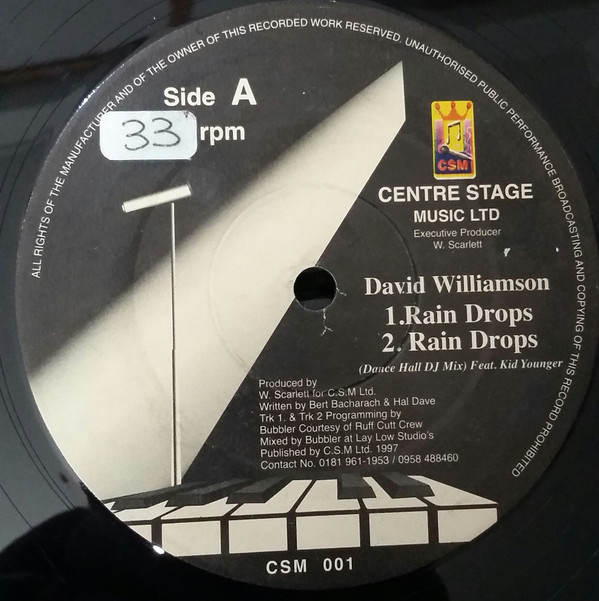 ALL RIGHTS OF THE MANUFACTURER AND OF THE OWNER OF THIS RECORDED WORK RESERVED. UNAUTHORISED PUBLIC PERFORMANCE BROADCASTING AND COPYING OF THIS RECORD PROHIBITED
Side A
33 rpm
CSM
CENTRE STAGE
MUSIC LTD
Executive Producer
W. Scarlett
David Williamson
1.Rain Drops
2. Rain Drops
(Dance Hall DJ Mix) Feat. Kid Younger
Produced by
W. Scarlett for C.S.M Ltd.
Written by Bert Bacharach & Hal Dave
Trk 1. & Trk 2 Programming by
Bubbler Courtesy of Ruff Cutt Crew
Mixed by Bubbler at Lay Low Studio's
Published by C.S.M Ltd. 1997
Contact No. 0181 961-1953 / 0958 488460
CSM 001